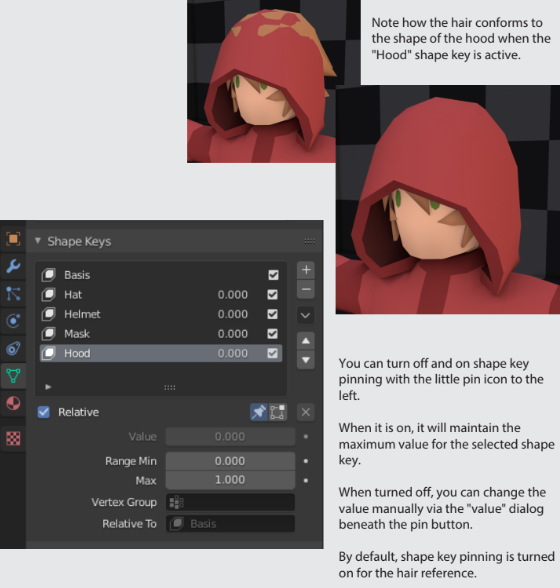 Note how the hair conforms to
the shape of the hood when the
"Hood" shape key is active.
Shape Keys
Basis
Hat 0.000
Helmet 0.000
Mask 0.000
Hood 0.000
Relative
Value 0.000
Range Min 0.000
Max 1.000
Vertex Group
Relative To Basis
You can turn off and on shape key
pinning with the little pin icon to the
left.
When it is on, it will maintain the
maximum value for the selected shape
key.
When turned off, you can change the
value manually via the "value" dialog
beneath the pin button.
By default, shape key pinning is turned
on for the hair reference.